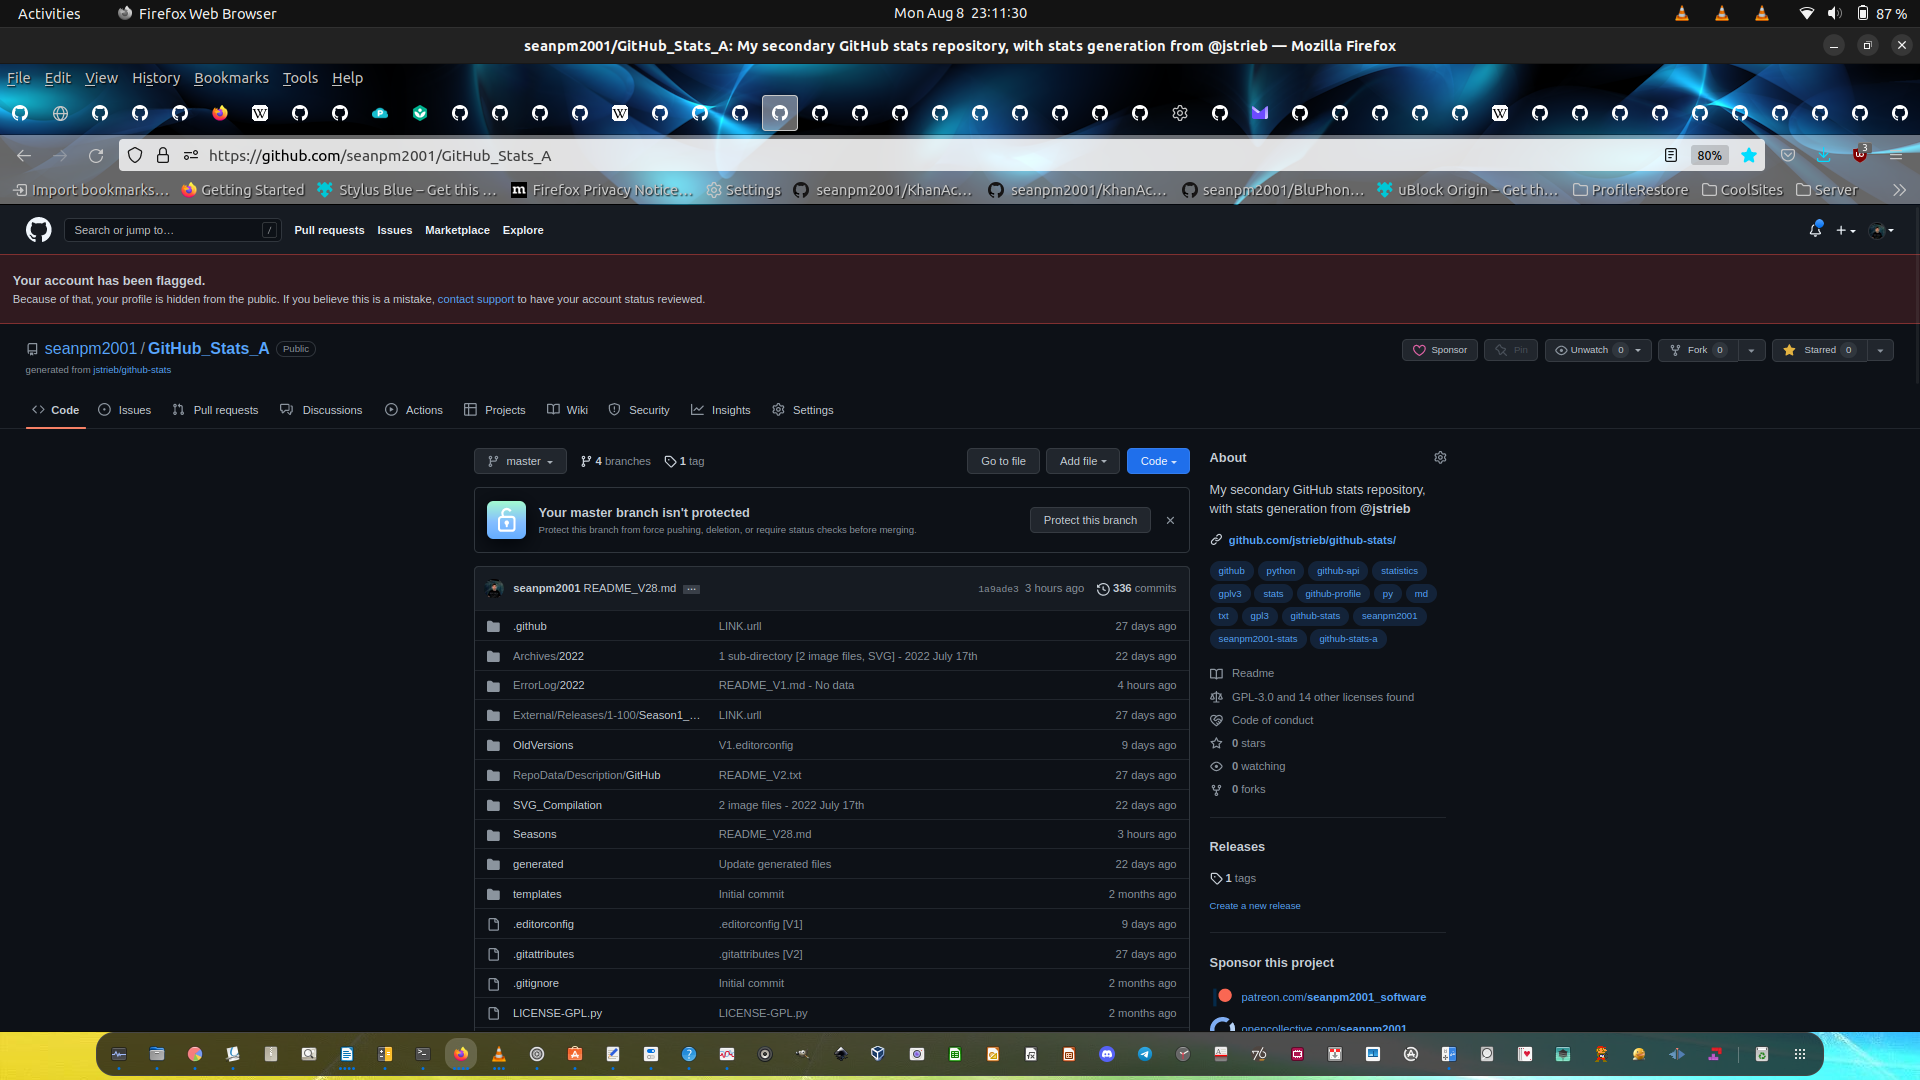 Activities
Firefox Web Browser
Mon Aug 8 23:11:30
87 %
seanpm2001/GitHub_Stats_A: My secondary GitHub stats repository, with stats generation from @jstrieb — Mozilla Firefox
File Edit View History Bookmarks Tools Help
https://github.com/seanpm2001/GitHub_Stats_A
80%
3
Import bookmarks…
Getting Started
Stylus Blue – Get this …
Firefox Privacy Notice…
Settings
seanpm2001/KhanAc…
seanpm2001/KhanAc…
seanpm2001/BluPhon…
uBlock Origin – Get th…
ProfileRestore
CoolSites
Server
Search or jump to…
/
Pull requests
Issues
Marketplace
Explore
Your account has been flagged.
Because of that, your profile is hidden from the public. If you believe this is a mistake, contact support to have your account status reviewed.
seanpm2001 / GitHub_Stats_A Public
generated from jstrieb/github-stats
Sponsor
Pin
Unwatch 0
Fork 0
Starred 0
Code
Issues
Pull requests
Discussions
Actions
Projects
Wiki
Security
Insights
Settings
master
4 branches
1 tag
Go to file
Add file
Code
Your master branch isn't protected
Protect this branch from force pushing, deletion, or require status checks before merging.
Protect this branch
seanpm2001 README_V28.md
1a9ade3 3 hours ago
336 commits
.github LINK.urll 27 days ago
Archives/2022 1 sub-directory [2 image files, SVG] - 2022 July 17th 22 days ago
ErrorLog/2022 README_V1.md - No data 4 hours ago
External/Releases/1-100/Season1_… LINK.urll 27 days ago
OldVersions V1.editorconfig 9 days ago
RepoData/Description/GitHub README_V2.txt 27 days ago
SVG_Compilation 2 image files - 2022 July 17th 22 days ago
Seasons README_V28.md 3 hours ago
generated Update generated files 22 days ago
templates Initial commit 2 months ago
.editorconfig .editorconfig [V1] 9 days ago
.gitattributes .gitattributes [V2] 27 days ago
.gitignore Initial commit 2 months ago
LICENSE-GPL.py LICENSE-GPL.py 2 months ago
About
My secondary GitHub stats repository,
with stats generation from @jstrieb
github.com/jstrieb/github-stats/
github python github-api statistics
gplv3 stats github-profile py md
txt gpl3 github-stats seanpm2001
seanpm2001-stats github-stats-a
Readme
GPL-3.0 and 14 other licenses found
Code of conduct
0 stars
0 watching
0 forks
Releases
1 tags
Create a new release
Sponsor this project
patreon.com/seanpm2001_software
opencollective.com/seanpm2001